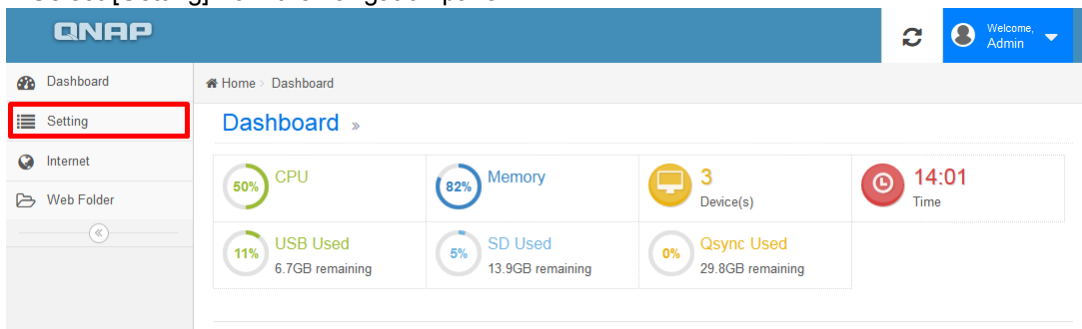 QNAP
Welcome,
Admin
Dashboard
Setting
Internet
Web Folder
Home > Dashboard
Dashboard »
50% CPU
82% Memory
3
Device(s)
14:01
Time
11% USB Used
6.7GB remaining
5% SD Used
13.9GB remaining
0% Qsync Used
29.8GB remaining